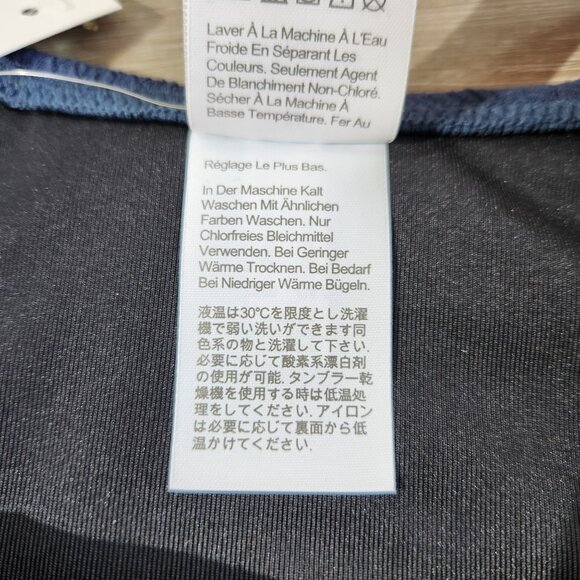 Laver À La Machine À L'Eau
Froide En Séparant Les
Couleurs. Seulement Agent
De Blanchiment Non-Chloré.
Sécher À La Machine À
Basse Température. Fer Au
Réglage Le Plus Bas.
In Der Maschine Kalt
Waschen Mit Ähnlichen
Farben Waschen. Nur
Chlorfreies Bleichmittel
Verwenden. Bei Geringer
Wärme Trocknen. Bei Bedarf
Bei Niedriger Wärme Bügeln.
液温は30℃を限度とし洗濯
機で弱い洗いができます同
色系の物と洗濯して下さい.
必要に応じて酸素系漂白剤
の使用が可能. タンブラー乾
燥機を使用する時は低温処
理をしてください. アイロン
は必要に応じて裏面から低
温かけてください.